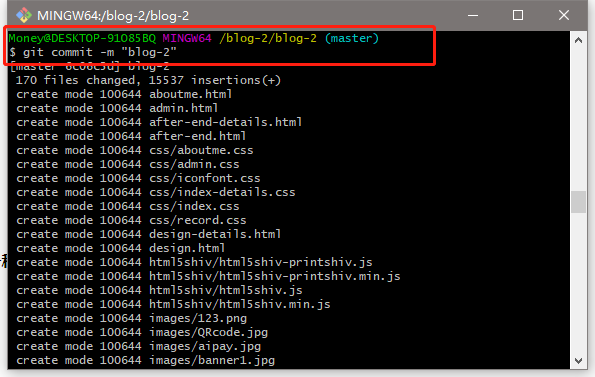 MINGW64:/blog-2/blog-2
Money@DESKTOP-91O85BQ MINGW64 /blog-2/blog-2 (master)
$ git commit -m "blog-2"
[master 6c06c3d] blog-2
170 files changed, 15537 insertions(+)
create mode 100644 aboutme.html
create mode 100644 admin.html
create mode 100644 after-end-details.html
create mode 100644 after-end.html
create mode 100644 css/aboutme.css
create mode 100644 css/admin.css
create mode 100644 css/iconfont.css
create mode 100644 css/index-details.css
create mode 100644 css/index.css
create mode 100644 css/record.css
create mode 100644 design-details.html
create mode 100644 design.html
create mode 100644 html5shiv/html5shiv-printshiv.js
create mode 100644 html5shiv/html5shiv-printshiv.min.js
create mode 100644 html5shiv/html5shiv.js
create mode 100644 html5shiv/html5shiv.min.js
create mode 100644 images/123.png
create mode 100644 images/QRcode.jpg
create mode 100644 images/aipay.jpg
create mode 100644 images/banner1.jpg